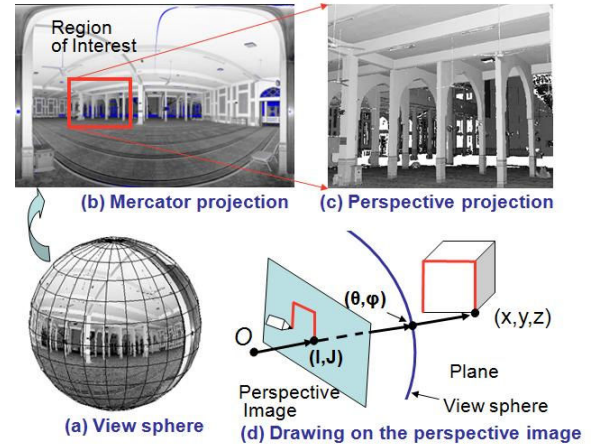 Region
of Interest
(b) Mercator projection
(c) Perspective projection
(θ,φ)
(x,y,z)
O
(I,J)
Plane
Perspective
Image
View sphere
(a) View sphere
(d) Drawing on the perspective image